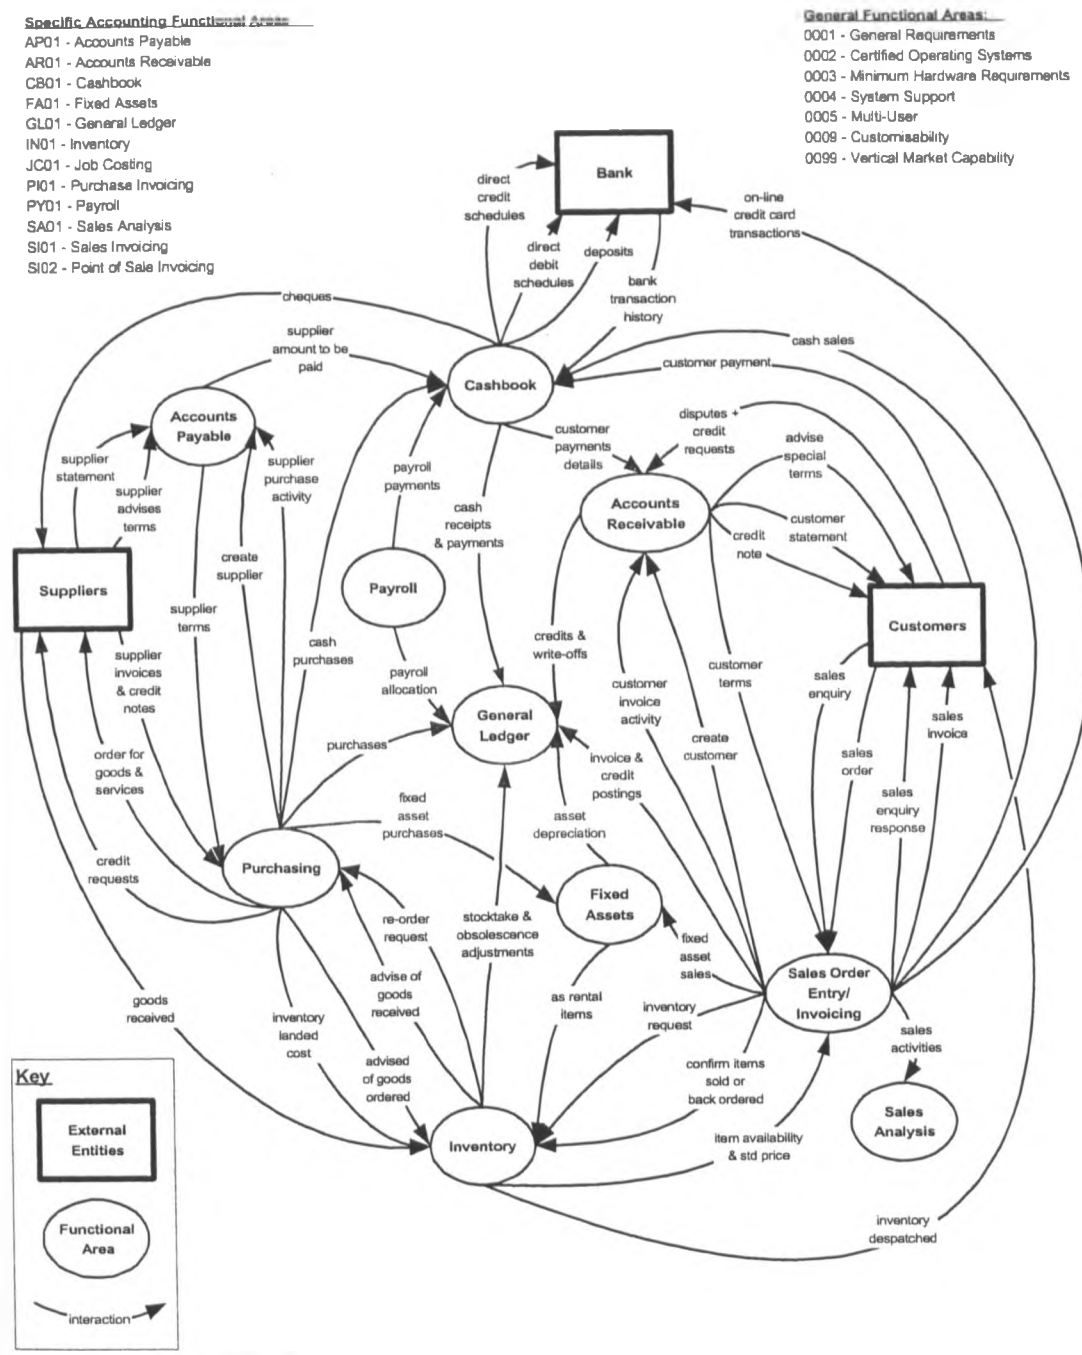 Specific Accounting Functional Areas
AP01 - Accounts Payable
AR01 - Accounts Receivable
CB01 - Cashbook
FA01 - Fixed Assets
GL01 - General Ledger
IN01 - Inventory
JC01 - Job Costing
PI01 - Purchase Invoicing
PY01 - Payroll
SA01 - Sales Analysis
SI01 - Sales Invoicing
SI02 - Point of Sale Invoicing
General Functional Areas:
0001 - General Requirements
0002 - Certified Operating Systems
0003 - Minimum Hardware Requirements
0004 - System Support
0005 - Multi-User
0009 - Customisability
0099 - Vertical Market Capability
Bank
direct
credit
schedules
direct
debit
schedules
deposits
bank
transaction
history
on-line
credit card
transactions
cheques
supplier
amount to be
paid
Cashbook
cash sales
customer payment
Accounts
Payable
supplier
statement
supplier
advises
terms
supplier
purchase
activity
payroll
payments
customer
payments
details
disputes +
credit
requests
advise
special
terms
cash
receipts
& payments
Accounts
Receivable
customer
statement
credit
note
create
supplier
Suppliers
Payroll
Customers
supplier
terms
supplier
invoices
& credit
notes
cash
purchases
payroll
allocation
credits &
write-offs
customer
terms
customer
invoice
activity
sales
enquiry
General
Ledger
create
customer
sales
invoice
purchases
order for
goods &
services
invoice &
credit
postings
sales
order
sales
enquiry
response
fixed
asset
purchases
asset
depreciation
Purchasing
credit
requests
Fixed
Assets
re-order
request
stocktake &
obsolescence
adjustments
fixed
asset
sales
Sales Order
Entry/
Invoicing
advise of
goods
received
as rental
items
goods
received
inventory
landed
cost
inventory
request
sales
activities
advised
of goods
ordered
confirm items
sold or
back ordered
Sales
Analysis
Inventory
item availability
& std price
inventory
despatched
Key
External
Entities
Functional
Area
interaction